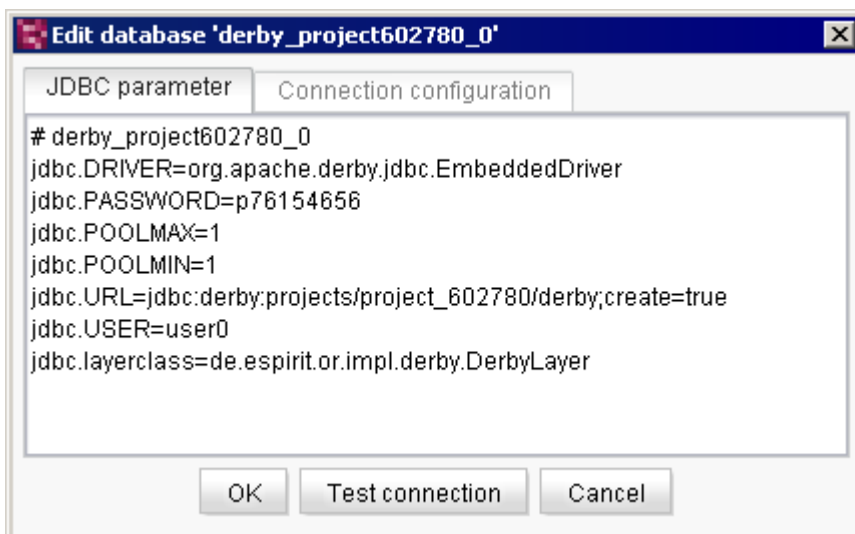 Edit database 'derby_project602780_0'
JDBC parameter
Connection configuration
# derby_project602780_0
jdbc.DRIVER=org.apache.derby.jdbc.EmbeddedDriver
jdbc.PASSWORD=p76154656
jdbc.POOLMAX=1
jdbc.POOLMIN=1
jdbc.URL=jdbc:derby:projects/project_602780/derby;create=true
jdbc.USER=user0
jdbc.layerclass=de.espirit.or.impl.derby.DerbyLayer
OK
Test connection
Cancel